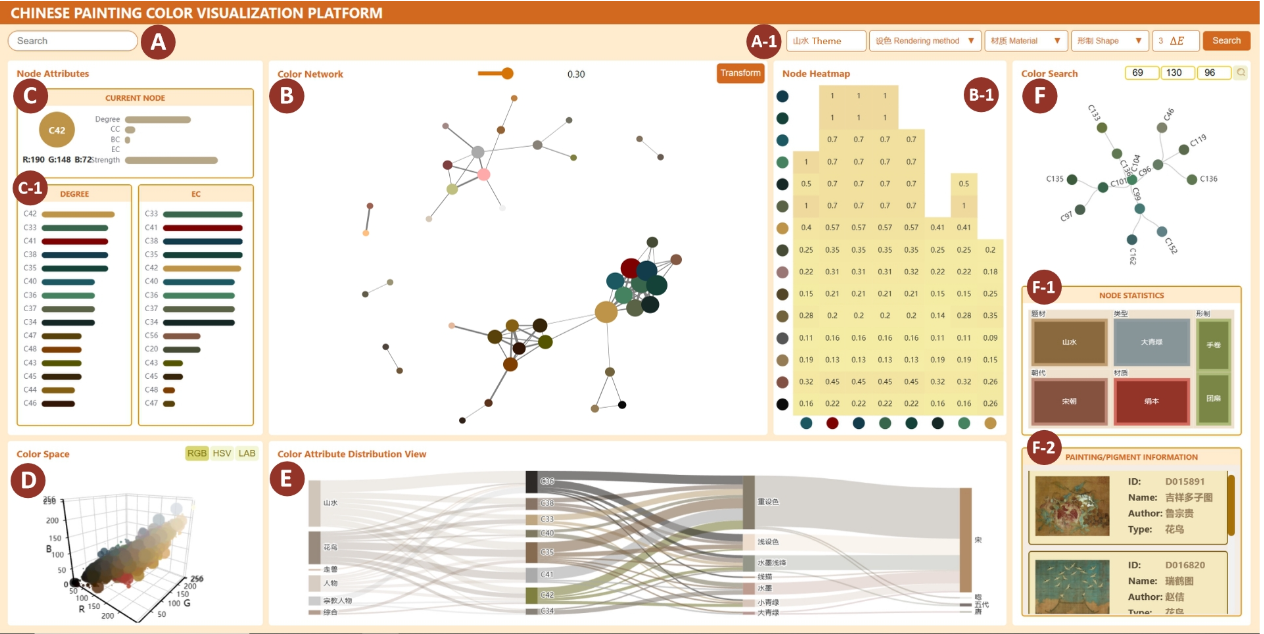 CHINESE PAINTING COLOR VISUALIZATION PLATFORM
Search
A
A-1
山水 Theme
设色 Rendering method ▼
材质 Material ▼
形制 Shape ▼
3 ΔE
Search
Node Attributes
C
CURRENT NODE
C42
Degree
CC
BC
EC
Strength
R:190 G:148 B:72
C-1
DEGREE
C42
C33
C41
C38
C35
C40
C36
C37
C34
C47
C48
C43
C45
C44
C46
EC
C33
C41
C38
C35
C42
C40
C36
C37
C34
C56
C20
C43
C45
C48
C47
Color Network
0.30
Transform
B
Node Heatmap
B-1
1 1 1
1 1 1
0.7 0.7 0.7 0.7
1 0.7 0.7 0.7 0.7
0.5 0.7 0.7 0.7 0.7 0.5
1 0.7 0.7 0.7 0.7 1
0.4 0.57 0.57 0.57 0.57 0.41 0.41
0.25 0.35 0.35 0.35 0.35 0.25 0.25 0.2
0.22 0.31 0.31 0.31 0.32 0.22 0.22 0.18
0.15 0.21 0.21 0.21 0.21 0.15 0.15 0.25
0.28 0.2 0.2 0.2 0.2 0.14 0.28 0.35
0.11 0.16 0.16 0.16 0.16 0.11 0.11 0.09
0.19 0.13 0.13 0.13 0.13 0.19 0.19 0.15
0.32 0.45 0.45 0.45 0.45 0.32 0.32 0.26
0.16 0.22 0.22 0.22 0.22 0.16 0.16 0.26
Color Search
69 130 96
F
C133
C46
C119
C136
C104
C96
C101
C135
C97
C99
C152
C162
F-1
NODE STATISTICS
题材
类型
形制
山水
大青绿
手卷
朝代
材质
宋朝
绢本
团扇
F-2
PAINTING/PIGMENT INFORMATION
ID: D015891
Name: 吉祥多子图
Author: 鲁宗贵
Type: 花鸟
ID: D016820
Name: 瑞鹤图
Author: 赵佶
Type: 花鸟
Color Space
RGB HSV LAB
D
256
200
150
100
50
0
B
50
100
150
200
R
50
100
150
200
256
G
Color Attribute Distribution View
E
山水
花鸟
走兽
人物
宗教人物
综合
C36
C38
C33
C40
C35
C41
C42
C34
重设色
浅设色
水墨浅绛
线描
水墨
小青绿
大青绿
宋
五代
唐